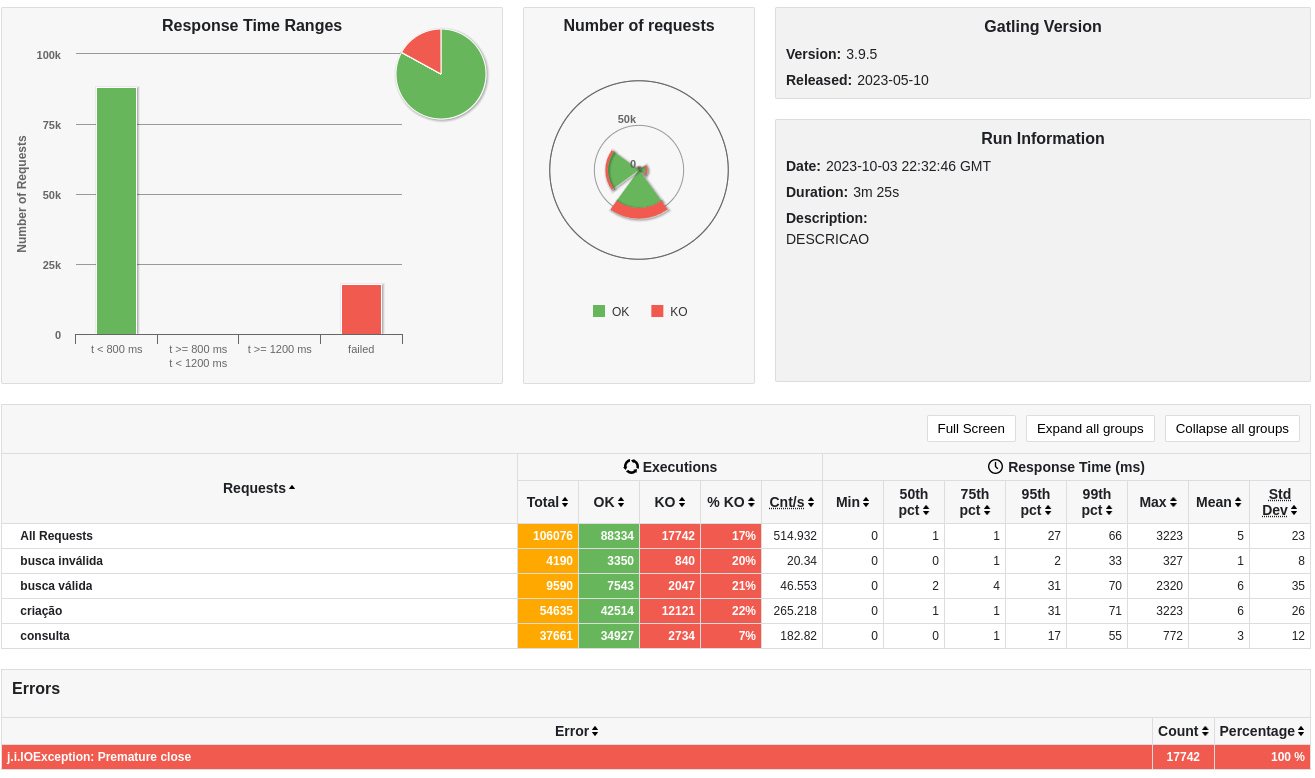 Response Time Ranges
100k
75k
50k
25k
0
Number of Requests
t < 800 ms
t >= 800 ms
t < 1200 ms
t >= 1200 ms
failed
Number of requests
50k
0
OK
KO
Gatling Version
Version: 3.9.5
Released: 2023-05-10
Run Information
Date: 2023-10-03 22:32:46 GMT
Duration: 3m 25s
Description:
DESCRICAO
Full Screen Expand all groups Collapse all groups
Requests Executions Response Time (ms)
Total OK KO % KO Cnt/s Min 50th pct 75th pct 95th pct 99th pct Max Mean Std Dev
All Requests 106076 88334 17742 17% 514.932 0 1 1 27 66 3223 5 23
busca inválida 4190 3350 840 20% 20.34 0 0 1 2 33 327 1 8
busca válida 9590 7543 2047 21% 46.553 0 2 4 31 70 2320 6 35
criação 54635 42514 12121 22% 265.218 0 1 1 31 71 3223 6 26
consulta 37661 34927 2734 7% 182.82 0 0 1 17 55 772 3 12
Errors
Error Count Percentage
j.i.IOException: Premature close 17742 100 %